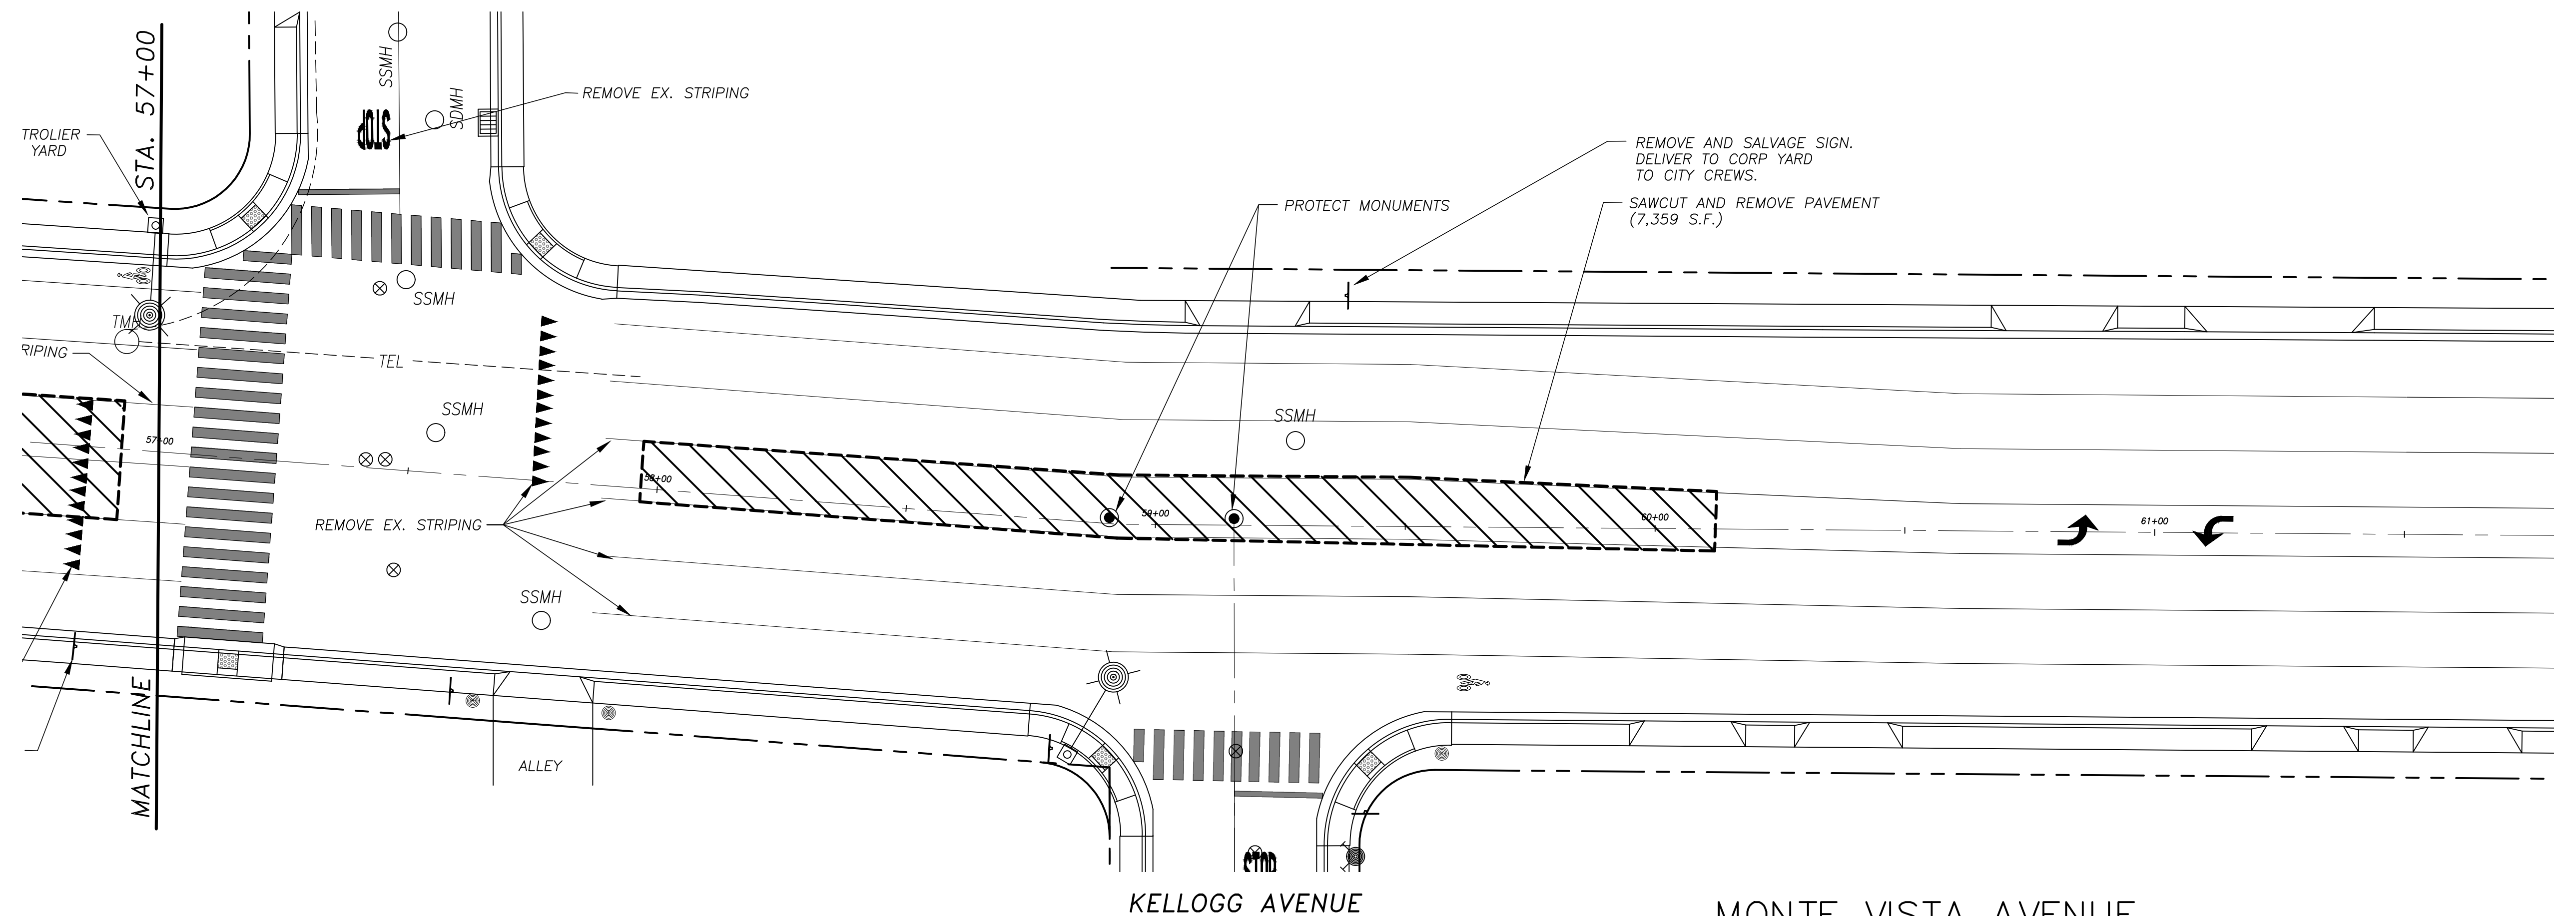 STA. 57+00
MATCHLINE
TROLIER
YARD
SSMH
SDMH
STOP
REMOVE EX. STRIPING
REMOVE AND SALVAGE SIGN.
DELIVER TO CORP YARD
TO CITY CREWS.
PROTECT MONUMENTS
SAWCUT AND REMOVE PAVEMENT
(7,359 S.F.)
SSMH
TMH
RIPING
TEL
SSMH
SSMH
57+00
58+00
59+00
60+00
61+00
REMOVE EX. STRIPING
SSMH
ALLEY
STOP
KELLOGG AVENUE
MONTE VISTA AVENUE